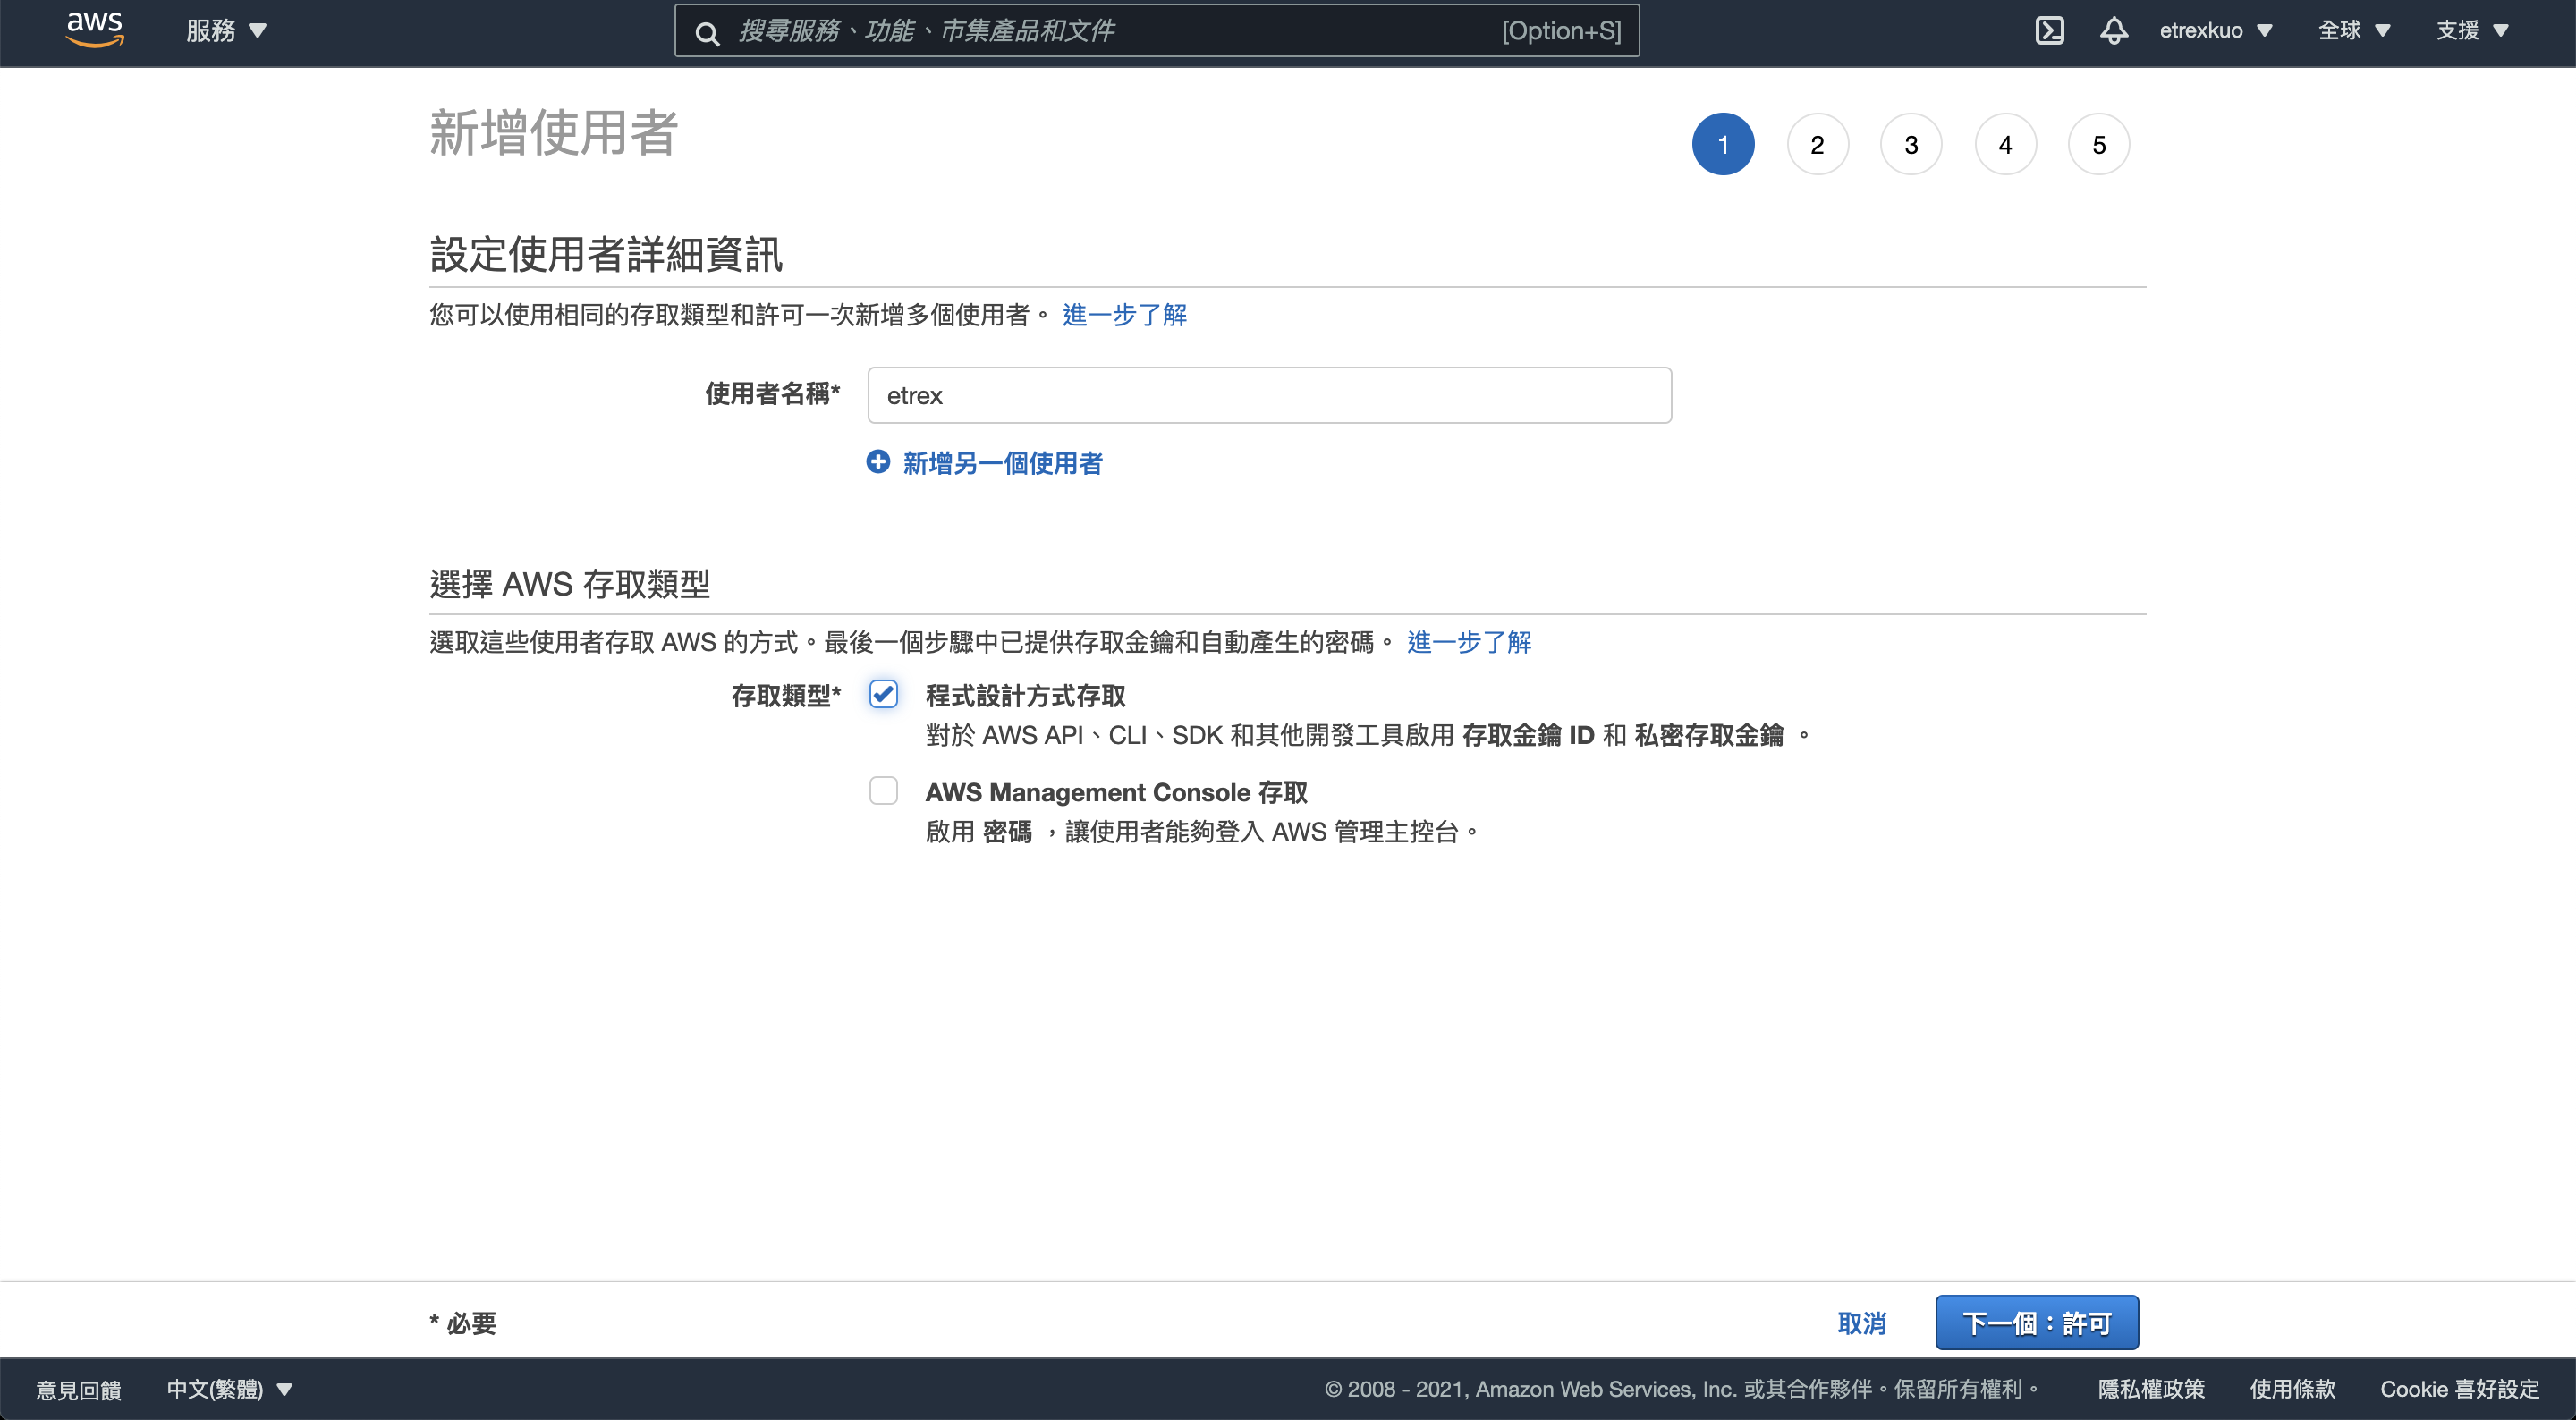 aws 服務 搜尋服務、功能、市集產品和文件 [Option+S] etrexkuo 全球 支援
新增使用者 1 2 3 4 5
設定使用者詳細資訊
您可以使用相同的存取類型和許可一次新增多個使用者。 進一步了解
使用者名稱* etrex
新增另一個使用者
選擇 AWS 存取類型
選取這些使用者存取 AWS 的方式。最後一個步驟中已提供存取金鑰和自動產生的密碼。 進一步了解
存取類型* 程式設計方式存取
對於 AWS API、CLI、SDK 和其他開發工具啟用 存取金鑰 ID 和 私密存取金鑰 。
AWS Management Console 存取
啟用 密碼 ，讓使用者能夠登入 AWS 管理主控台。
* 必要 取消 下一個：許可
意見回饋 中文(繁體) © 2008 - 2021, Amazon Web Services, Inc. 或其合作夥伴。保留所有權利。 隱私權政策 使用條款 Cookie 喜好設定